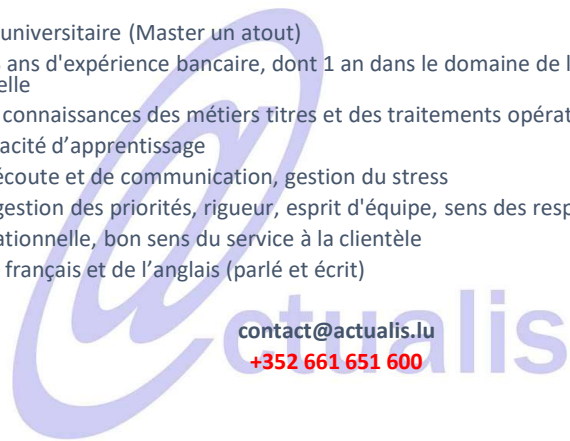 universitaire (Master un atout)
ans d'expérience bancaire, dont 1 an dans le domaine de l
elle
connaissances des métiers titres et des traitements opérat
acité d’apprentissage
écoute et de communication, gestion du stress
gestion des priorités, rigueur, esprit d'équipe, sens des resp
ationnelle, bon sens du service à la clientèle
français et de l’anglais (parlé et écrit)
contact@actualis.lu
+352 661 651 600
@ctualis